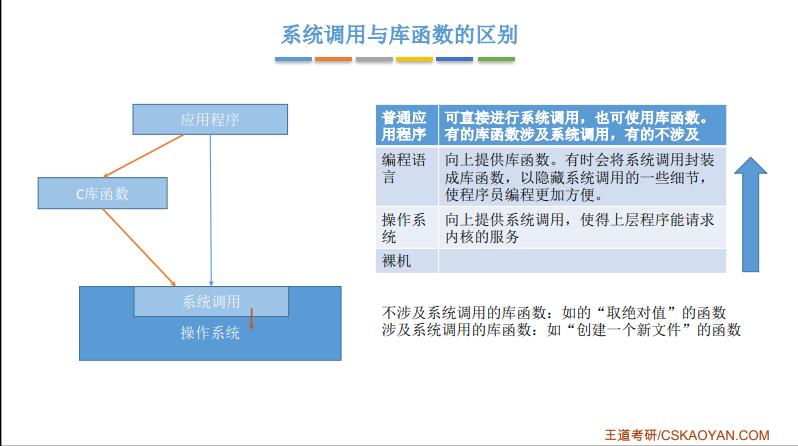 系统调用与库函数的区别
应用程序
C库函数
系统调用
操作系统
普通应
用程序
可直接进行系统调用，也可使用库函数。
有的库函数涉及系统调用，有的不涉及
编程语
言
向上提供库函数。有时会将系统调用封装
成库函数，以隐藏系统调用的一些细节，
使程序员编程更加方便。
操作系
统
向上提供系统调用，使得上层程序能请求
内核的服务
裸机
不涉及系统调用的库函数：如的“取绝对值”的函数
涉及系统调用的库函数：如“创建一个新文件”的函数
王道考研/CSKAOYAN.COM